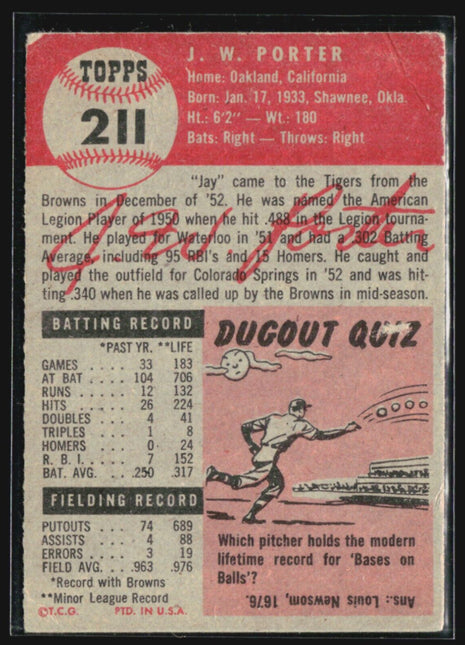 TOPPS
211
J. W. PORTER
Home: Oakland, California
Born: Jan. 17, 1933, Shawnee, Okla.
Ht.: 6'2" — Wt.: 180
Bats: Right — Throws: Right
"Jay" came to the Tigers from the
Browns in December of '52. He was named the American
Legion Player of 1950 when he hit .488 in the Legion tourna-
ment. He played for Waterloo in '51 and had a .302 Batting
Average, including 95 RBI's and 15 Homers. He caught and
played the outfield for Colorado Springs in '52 and was hit-
ting .340 when he was called up by the Browns in mid-season.
J. W. Porter
BATTING RECORD
*PAST YR. **LIFE
GAMES . . . . 33 183
AT BAT . . . . 104 706
RUNS . . . . . 12 132
HITS . . . . . 26 224
DOUBLES . . 4 41
TRIPLES . . . 1 8
HOMERS . . . 0 24
R. B. I. . . . . 7 152
BAT. AVG. . . .250 .317
FIELDING RECORD
PUTOUTS . . . 74 689
ASSISTS . . . . 4 88
ERRORS . . . . 3 19
FIELD AVG. . . .963 .976
*Record with Browns
**Minor League Record
©T.C.G. PTD. IN U.S.A.
DUGOUT QUIZ
Which pitcher holds the modern
lifetime record for 'Bases on
Balls'?
Ans.: Louis Newsom, 1676.